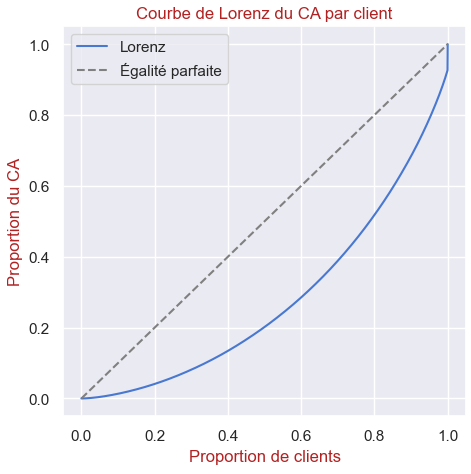 Courbe de Lorenz du CA par client
Lorenz
Égalité parfaite
1.0
0.8
0.6
0.4
0.2
0.0
Proportion du CA
0.0 0.2 0.4 0.6 0.8 1.0
Proportion de clients